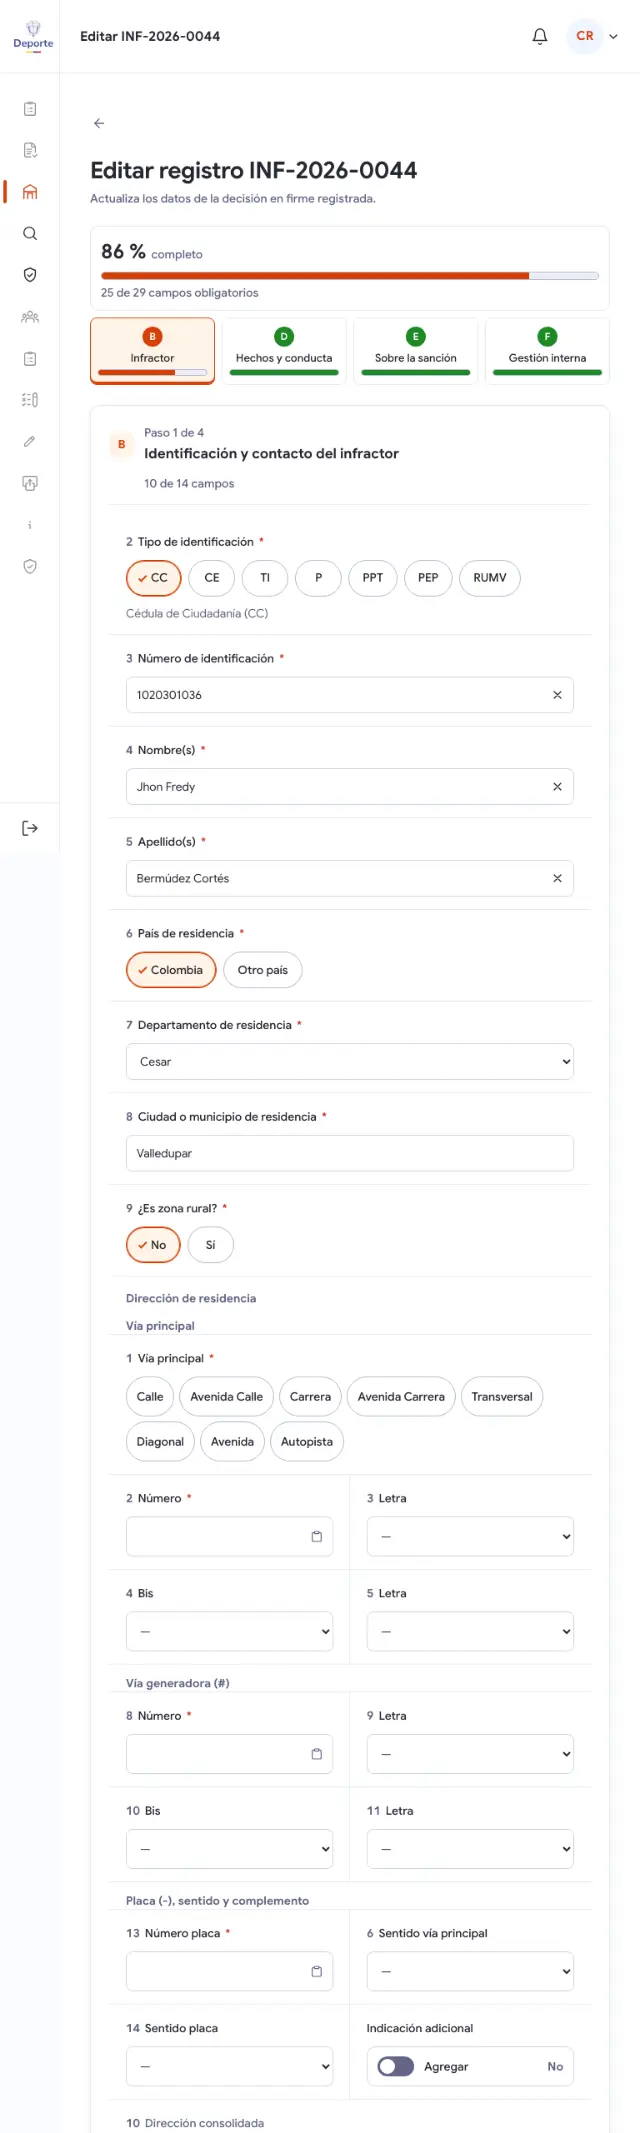 Deporte
Editar INF-2026-0044
CR
Editar registro INF-2026-0044
Actualiza los datos de la decisión en firme registrada.
86 % completo
25 de 29 campos obligatorios
B
Infractor
D
Hechos y conducta
E
Sobre la sanción
F
Gestión interna
B
Paso 1 de 4
Identificación y contacto del infractor
10 de 14 campos
2 Tipo de identificación *
CC
CE
TI
P
PPT
PEP
RUMV
Cédula de Ciudadanía (CC)
3 Número de identificación *
1020301036
4 Nombre(s) *
Jhon Fredy
5 Apellido(s) *
Bermúdez Cortés
6 País de residencia *
Colombia
Otro país
7 Departamento de residencia *
Cesar
8 Ciudad o municipio de residencia *
Valledupar
9 ¿Es zona rural? *
No
Sí
Dirección de residencia
Vía principal
1 Vía principal *
Calle
Avenida Calle
Carrera
Avenida Carrera
Transversal
Diagonal
Avenida
Autopista
2 Número *
3 Letra
—
4 Bis
—
5 Letra
—
Vía generadora (#)
8 Número *
9 Letra
—
10 Bis
—
11 Letra
—
Placa (-), sentido y complemento
13 Número placa *
6 Sentido vía principal
—
14 Sentido placa
—
Indicación adicional
Agregar
No
10 Dirección consolidada